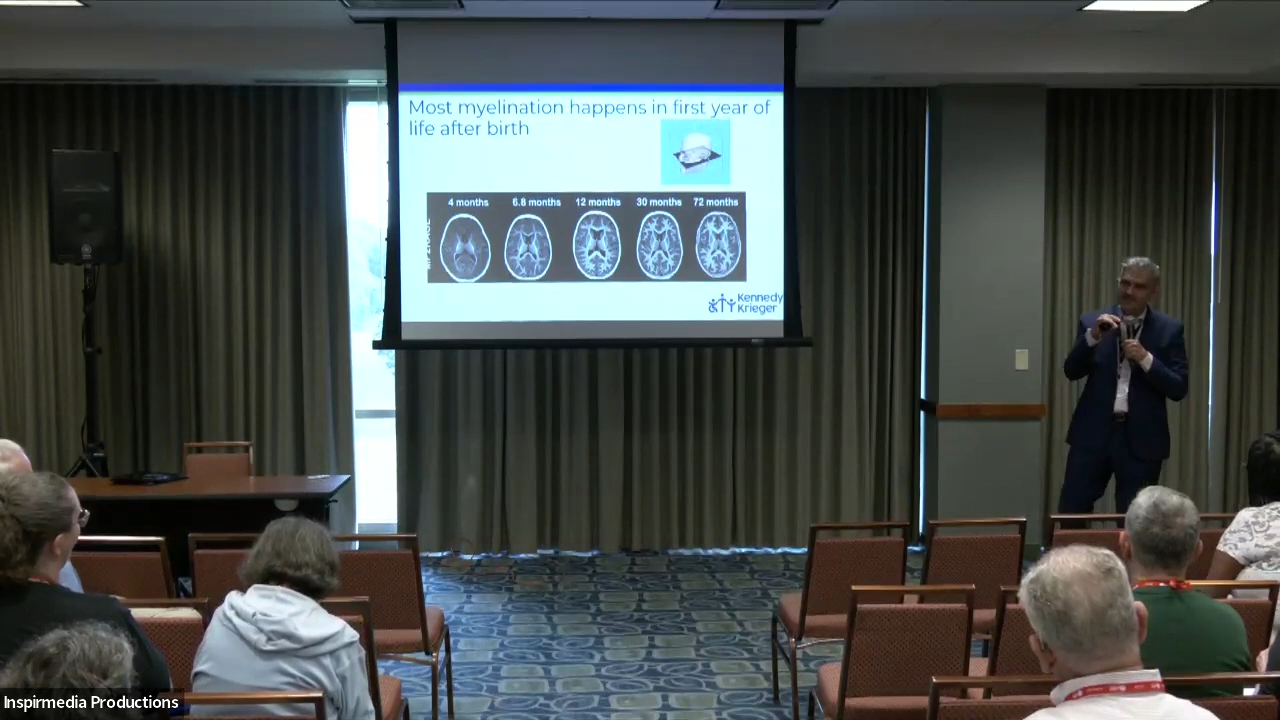 Most myelination happens in first year of
life after birth
4 months
6.8 months
12 months
30 months
72 months
Kennedy
Krieger
Inspirmedia Productions